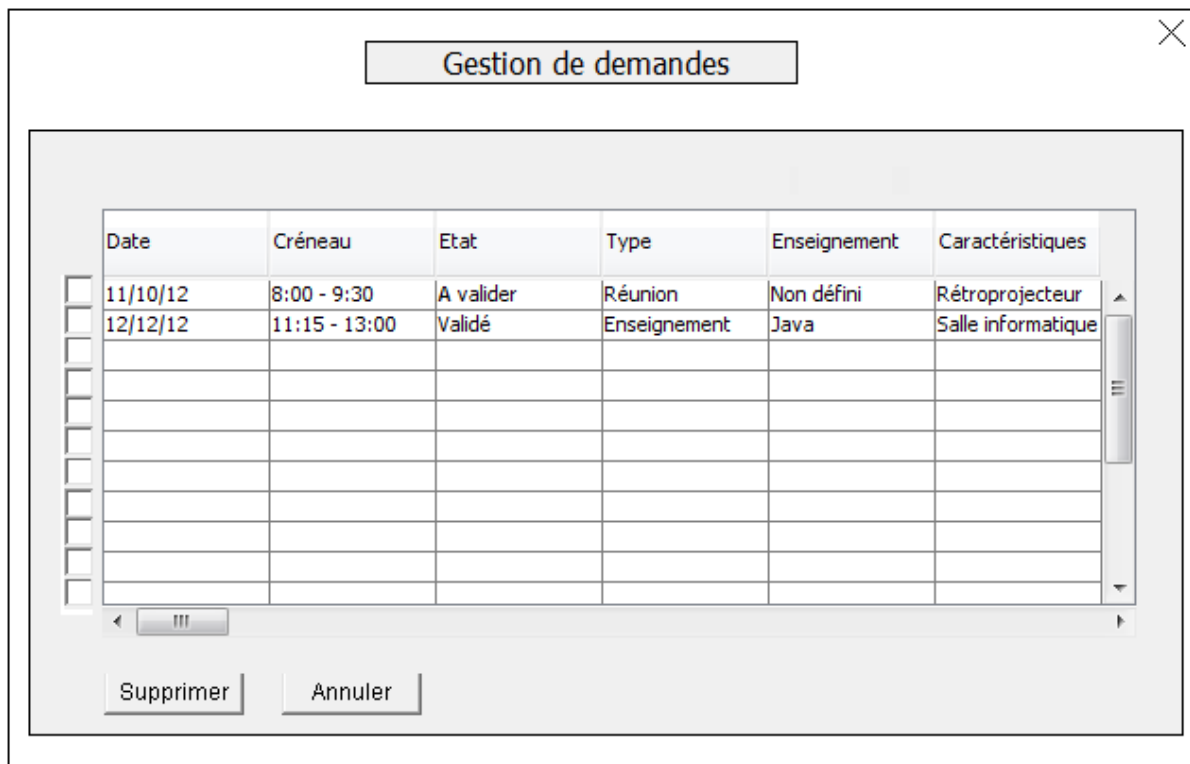 Gestion de demandes
Date Créneau Etat Type Enseignement Caractéristiques
11/10/12 8:00 - 9:30 A valider Réunion Non défini Rétroprojecteur
12/12/12 11:15 - 13:00 Validé Enseignement Java Salle informatique
Supprimer Annuler